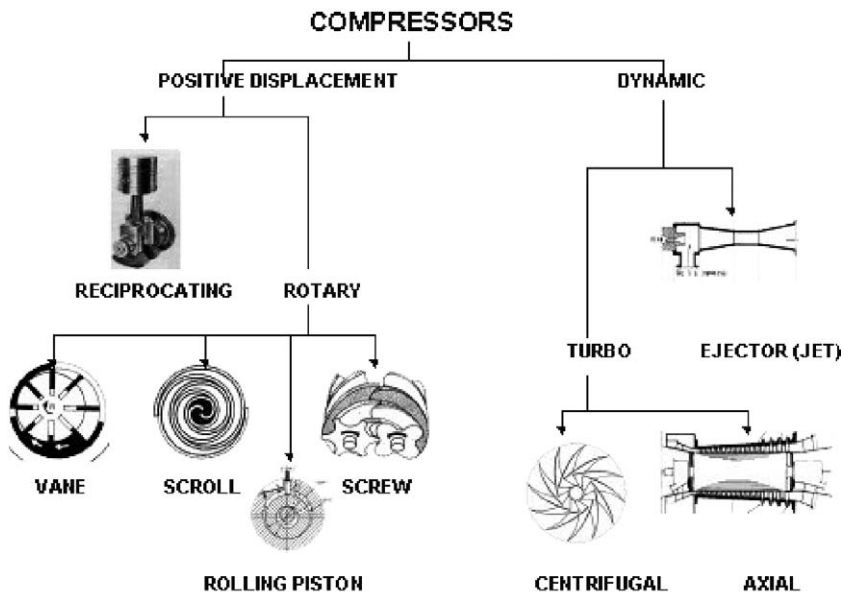 COMPRESSORS
POSITIVE DISPLACEMENT
DYNAMIC
RECIPROCATING
ROTARY
TURBO
EJECTOR (JET)
VANE
SCROLL
SCREW
ROLLING PISTON
CENTRIFUGAL
AXIAL